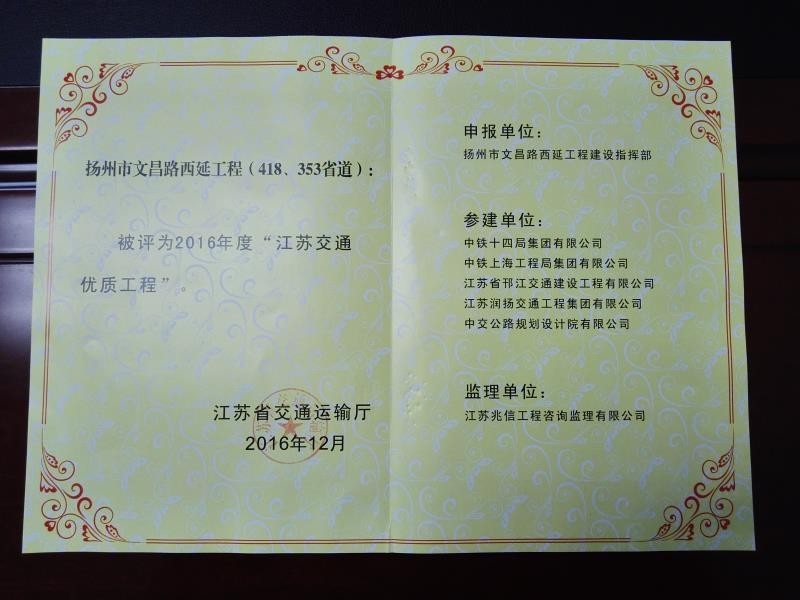 扬州市文昌路西延工程（418、353省道）：
被评为2016年度“江苏交通
优质工程”。
江苏省交通运输厅
2016年12月
申报单位：
扬州市文昌路西延工程建设指挥部
参建单位：
中铁十四局集团有限公司
中铁上海工程局集团有限公司
江苏省邗江交通建设工程有限公司
江苏润扬交通工程集团有限公司
中交公路规划设计院有限公司
监理单位：
江苏兆信工程咨询监理有限公司